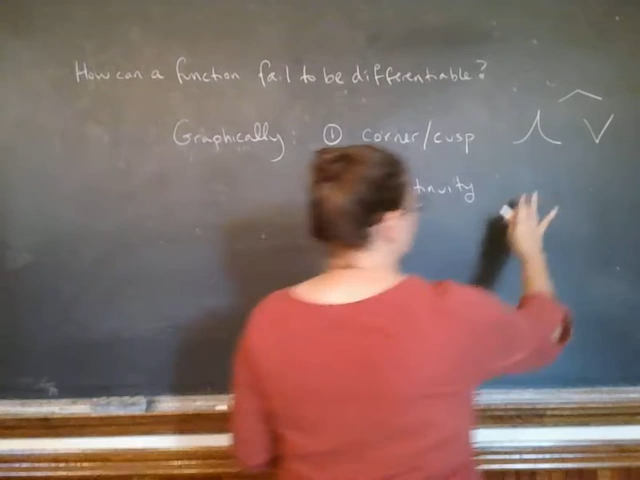 How can a function fail to be differentiable?
Graphically: ① corner/cusp
tinuity